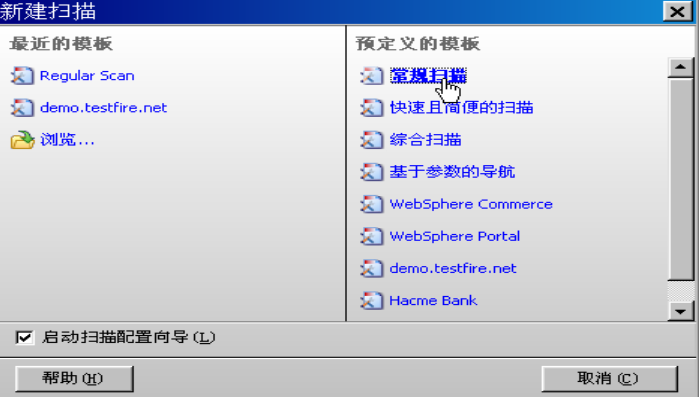 新建扫描
最近的模板
Regular Scan
demo.testfire.net
浏览...
预定义的模板
常规扫描
快速且简便的扫描
综合扫描
基于参数的导航
WebSphere Commerce
WebSphere Portal
demo.testfire.net
Hacme Bank
启动扫描配置向导(L)
帮助(H)
取消(C)